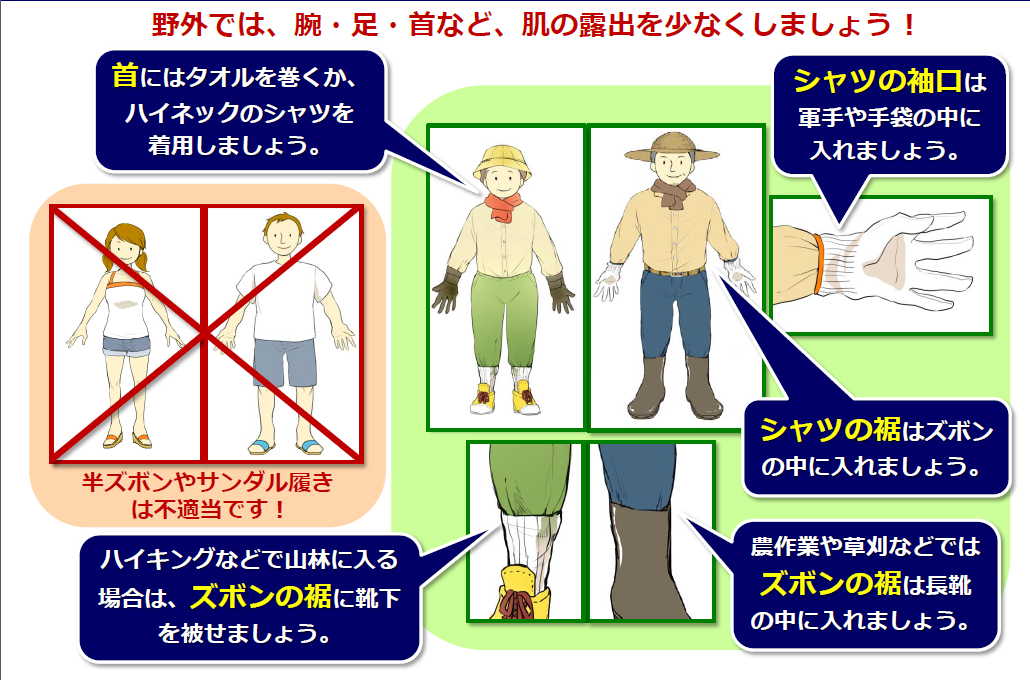 野外では、腕・足・首など、肌の露出を少なくしましょう！
首にはタオルを巻くか、
ハイネックのシャツを
着用しましょう。
シャツの袖口は
軍手や手袋の中に
入れましょう。
半ズボンやサンダル履き
は不適当です！
シャツの裾はズボン
の中に入れましょう。
ハイキングなどで山林に入る
場合は、ズボンの裾に靴下
を被せましょう。
農作業や草刈などでは
ズボンの裾は長靴
の中に入れましょう。